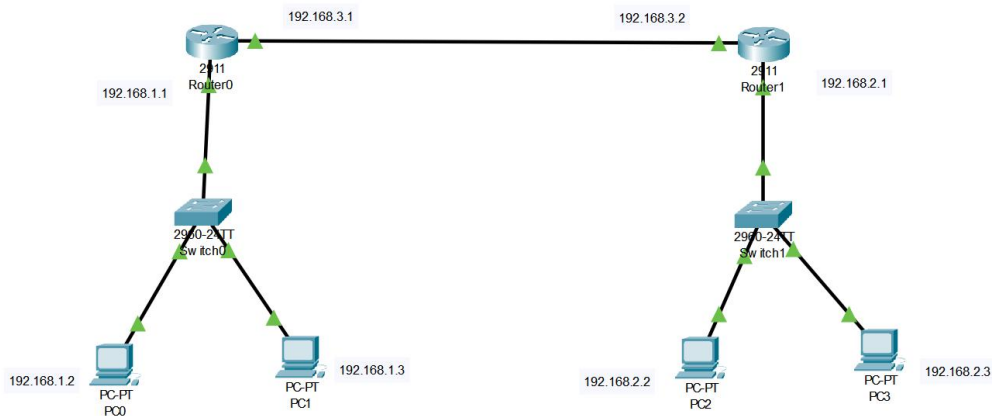 192.168.3.1
192.168.3.2
2911
Router0
2911
Router1
192.168.1.1
192.168.2.1
2960-24TT
Switch0
2960-24TT
Switch1
192.168.1.2
PC-PT
PC0
PC-PT
PC1
192.168.1.3
192.168.2.2
PC-PT
PC2
PC-PT
PC3
192.168.2.3